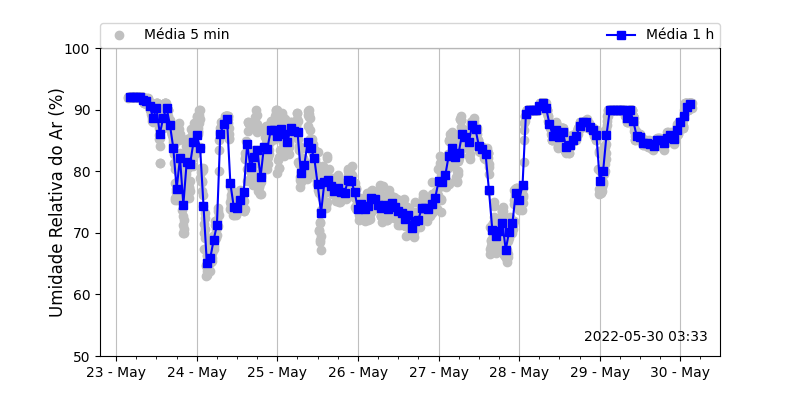 Média 5 min
Média 1 h
Umidade Relativa do Ar (%)
100
90
80
70
60
50
2022-05-30 03:33
23 - May
24 - May
25 - May
26 - May
27 - May
28 - May
29 - May
30 - May